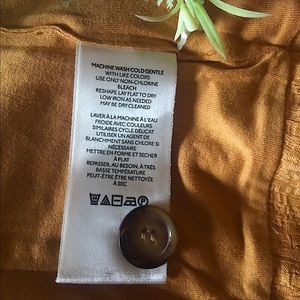 MACHINE WASH COLD GENTLE
WITH LIKE COLORS
USE ONLY NON-CHLORINE
BLEACH
RESHAPE LAY FLAT TO DRY
LOW IRON AS NEEDED
MAY BE DRY CLEANED
LAVER À LA MACHINE À L'EAU
FROIDE AVEC COULEURS
SIMILAIRES CYCLE DÉLICAT
UTILISER UN AGENT DE
BLANCHIMENT SANS CHLORE SI
NÉCESSAIRE
METTRE EN FORME ET SÉCHER
À PLAT
REPASSER, AU BESOIN, À TRÈS
BASSE TEMPÉRATURE
PEUT-ÊTRE ÊTRE NETTOYÉE
À SEC